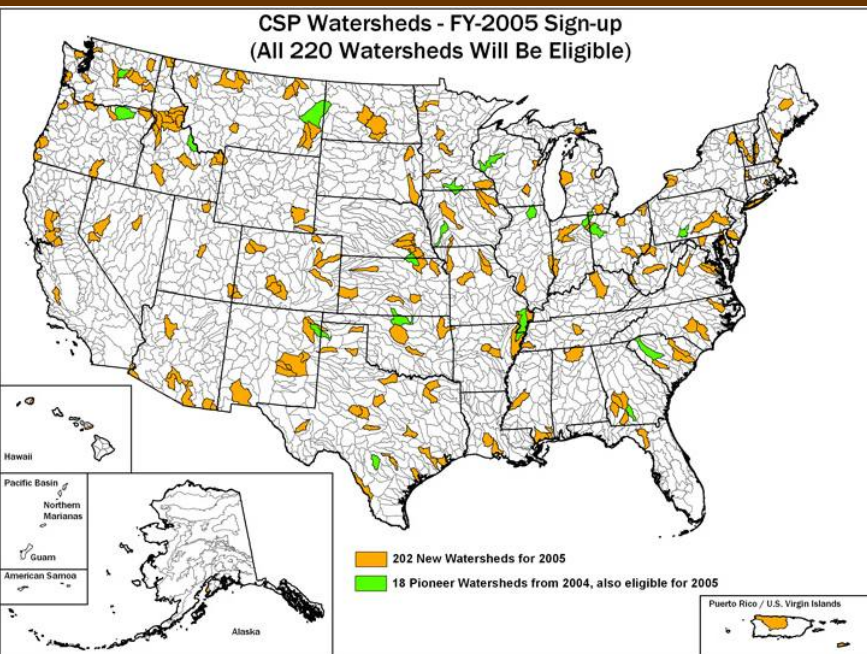 CSP Watersheds - FY-2005 Sign-up
(All 220 Watersheds Will Be Eligible)
Hawaii
Pacific Basin
Northern
Marianas
Guam
American Samoa
Alaska
202 New Watersheds for 2005
18 Pioneer Watersheds from 2004, also eligible for 2005
Puerto Rico / U.S. Virgin Islands